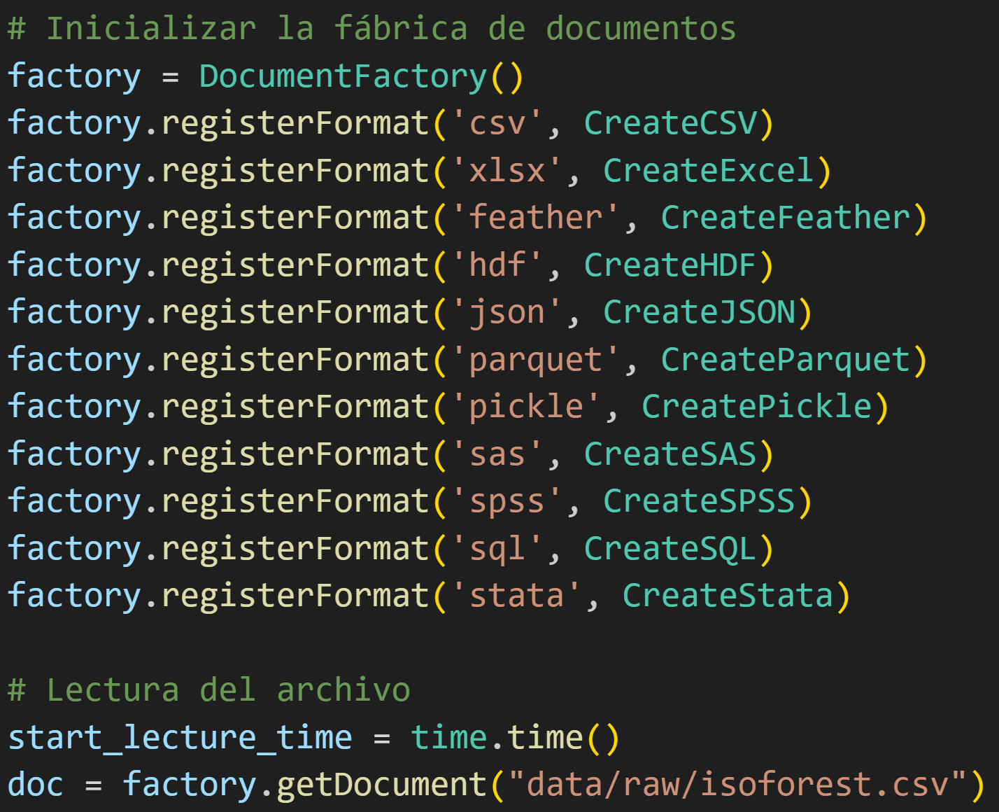 # Inicializar la fábrica de documentos
factory = DocumentFactory()
factory.registerFormat('csv', CreateCSV)
factory.registerFormat('xlsx', CreateExcel)
factory.registerFormat('feather', CreateFeather)
factory.registerFormat('hdf', CreateHDF)
factory.registerFormat('json', CreateJSON)
factory.registerFormat('parquet', CreateParquet)
factory.registerFormat('pickle', CreatePickle)
factory.registerFormat('sas', CreateSAS)
factory.registerFormat('spss', CreateSPSS)
factory.registerFormat('sql', CreateSQL)
factory.registerFormat('stata', CreateStata)
# Lectura del archivo
start_lecture_time = time.time()
doc = factory.getDocument("data/raw/isoforest.csv")